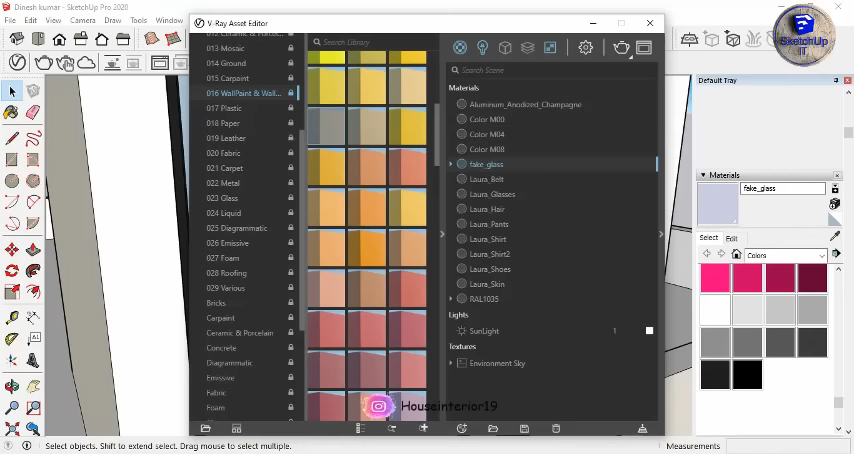 Dinesh kumar - SketchUp Pro 2020
File Edit View Camera Draw Tools Window
V-Ray Asset Editor
SketchUp
IT
Search Library
Search Scene
013 Mosaic
014 Ground
015 Carpaint
016 WallPaint & Wall...
017 Plastic
018 Paper
019 Leather
020 Fabric
021 Carpet
022 Metal
023 Glass
024 Liquid
025 Diagrammatic
026 Emissive
027 Foam
028 Roofing
029 Various
Bricks
Carpaint
Ceramic & Porcelain
Concrete
Diagrammatic
Emissive
Fabric
Foam
Materials
Aluminum_Anodized_Champagne
Color M00
Color M04
Color M08
fake_glass
Laura_Belt
Laura_Glasses
Laura_Hair
Laura_Pants
Laura_Shirt
Laura_Shirt2
Laura_Shoes
Laura_Skin
RAL1035
Lights
SunLight 1
Textures
Environment Sky
Houseinterior19
Default Tray
Materials
fake_glass
Select Edit
Colors
Select objects. Shift to extend select. Drag mouse to select multiple.
Measurements